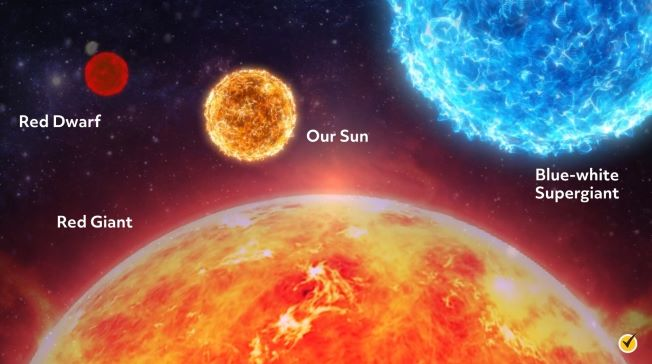 Red Dwarf
Our Sun
Blue-white
Supergiant
Red Giant